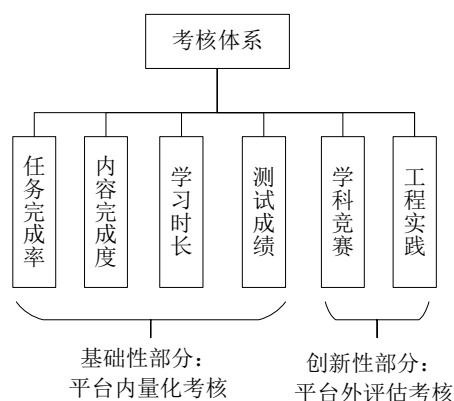 考核体系
任务完成率
内容完成度
学习时长
测试成绩
学科竞赛
工程实践
基础性部分：
平台内量化考核
创新性部分：
平台外评估考核